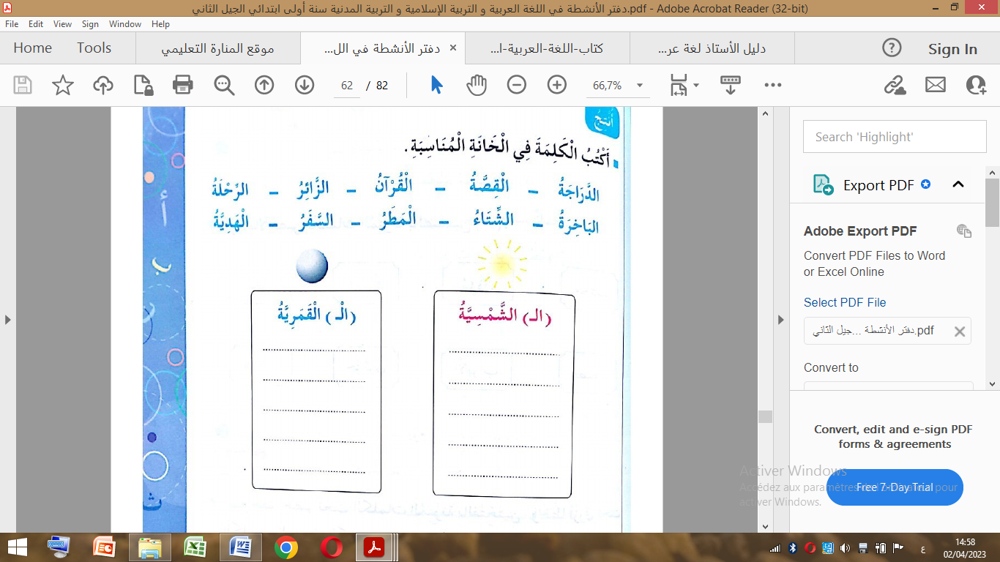 دفتر الأنشطة في اللغة العربية و التربية الإسلامية و التربية المدنية سنة أولى ابتدائي الجيل الثاني.pdf - Adobe Acrobat Reader (32-bit)
File Edit View Sign Window Help
Home Tools موقع المنارة التعليمي دفتر الأنشطة في الل... كتاب-اللغة-العربية-ا... دليل الأستاذ لغة عر... Sign In
62 / 82 66,7%
أُنتِجُ
أَكْتُبُ الْكَلِمَةَ فِي الْخَانَةِ الْمُنَاسِبَةِ.
الدَّرَاجَةُ – الْقِصَّةُ – الْقُرْآنُ – الزَّائِرُ – الرِّحْلَةُ
البَاخِرَةُ – الشِّتَاءُ – الْمَطَرُ – السَّفَرُ – الْهَدِيَّةُ
(الـ) الشَّمْسِيَّةُ
(الْـ) الْقَمَرِيَّةُ
أ
ب
ت
ث
Search 'Highlight'
Export PDF
Adobe Export PDF
Convert PDF Files to Word
or Excel Online
Select PDF File
دفتر الأنشطة ...جيل الثاني.pdf
Convert to
Convert, edit and e-sign PDF
forms & agreements
Free 7-Day Trial
Activer Windows
Accédez aux paramètres de l'ordinateur pour
activer Windows.
ع
14:58
02/04/2023